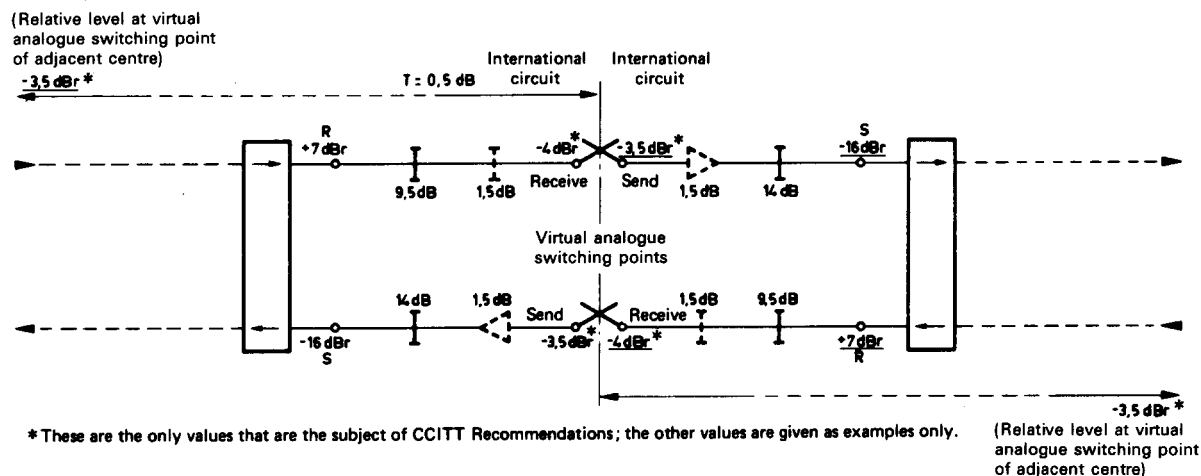 (Relative level at virtual
analogue switching point
of adjacent centre)
-3,5 dBr *
T = 0,5 dB
International
circuit
International
circuit
R
+7 dBr
9,5 dB
1,5 dB
-4 dBr *
Receive
-3,5 dBr *
Send
1,5 dB
14 dB
S
-16 dBr
Virtual analogue
switching points
14 dB
1,5 dB
Send
Receive
1,5 dB
9,5 dB
-16 dBr
S
-3,5 dBr *
-4 dBr *
+7 dBr
R
-3,5 dBr *
(Relative level at virtual
analogue switching point
of adjacent centre)
* These are the only values that are the subject of CCITT Recommendations; the other values are given as examples only.